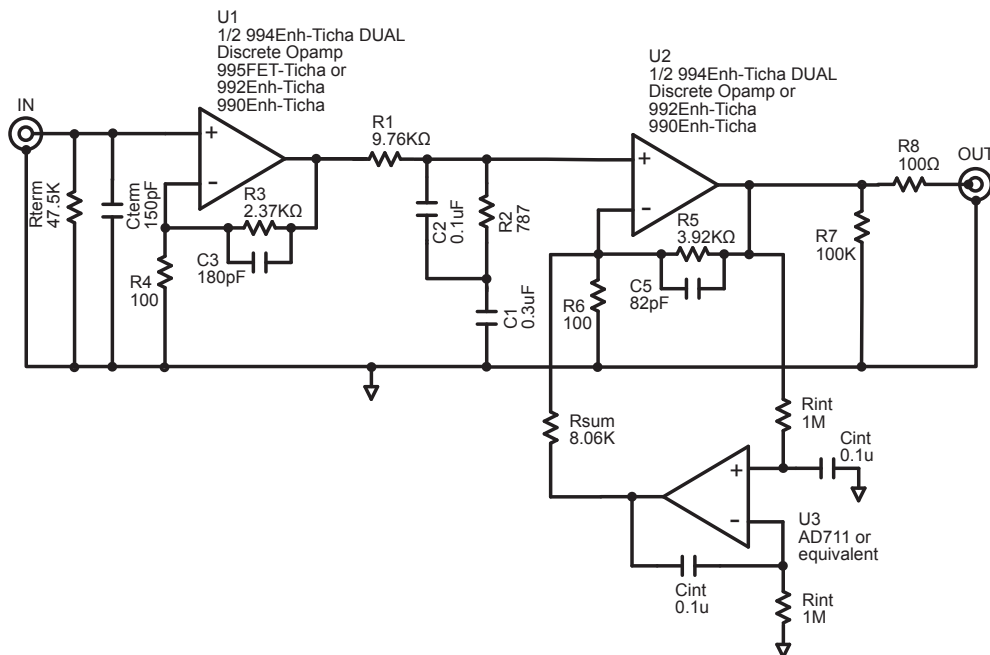 U1
1/2 994Enh-Ticha DUAL
Discrete Opamp
995FET-Ticha or
992Enh-Ticha
990Enh-Ticha
U2
1/2 994Enh-Ticha DUAL
Discrete Opamp or
992Enh-Ticha
990Enh-Ticha
IN
R1
9.76KΩ
R8
100Ω
OUT
+
−
+
−
Rterm
47.5K
Cterm
150pF
R3
2.37KΩ
C3
180pF
R4
100
C2
0.1uF
R2
787
C1
0.3uF
R5
3.92KΩ
C5
82pF
R6
100
R7
100K
Rsum
8.06K
Rint
1M
Cint
0.1u
+
−
U3
AD711 or
equivalent
Cint
0.1u
Rint
1M